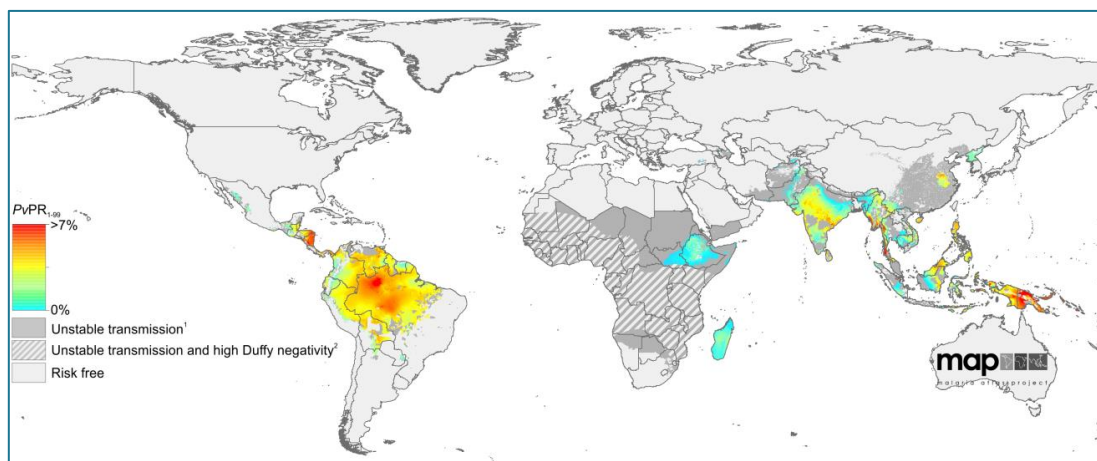 PvPR1-99
>7%
0%
Unstable transmission¹
Unstable transmission and high Duffy negativity²
Risk free
map
malaria atlas project